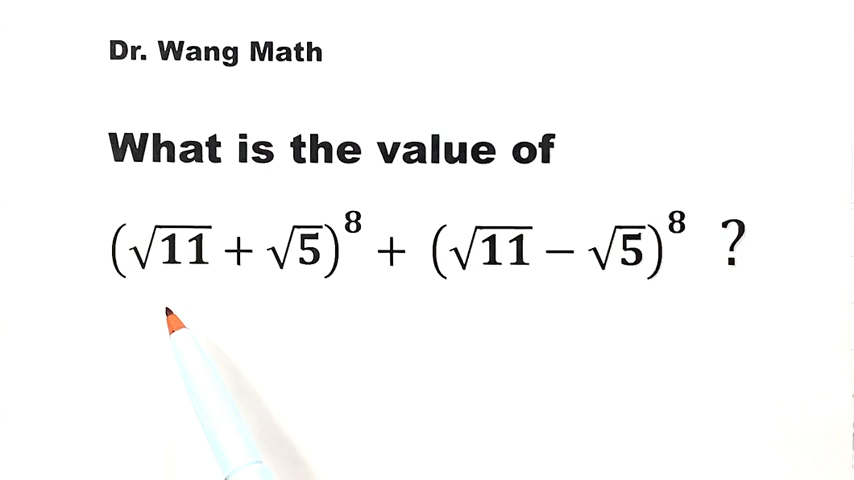 Dr. Wang Math
What is the value of
(√11 + √5)⁸ + (√11 − √5)⁸ ?